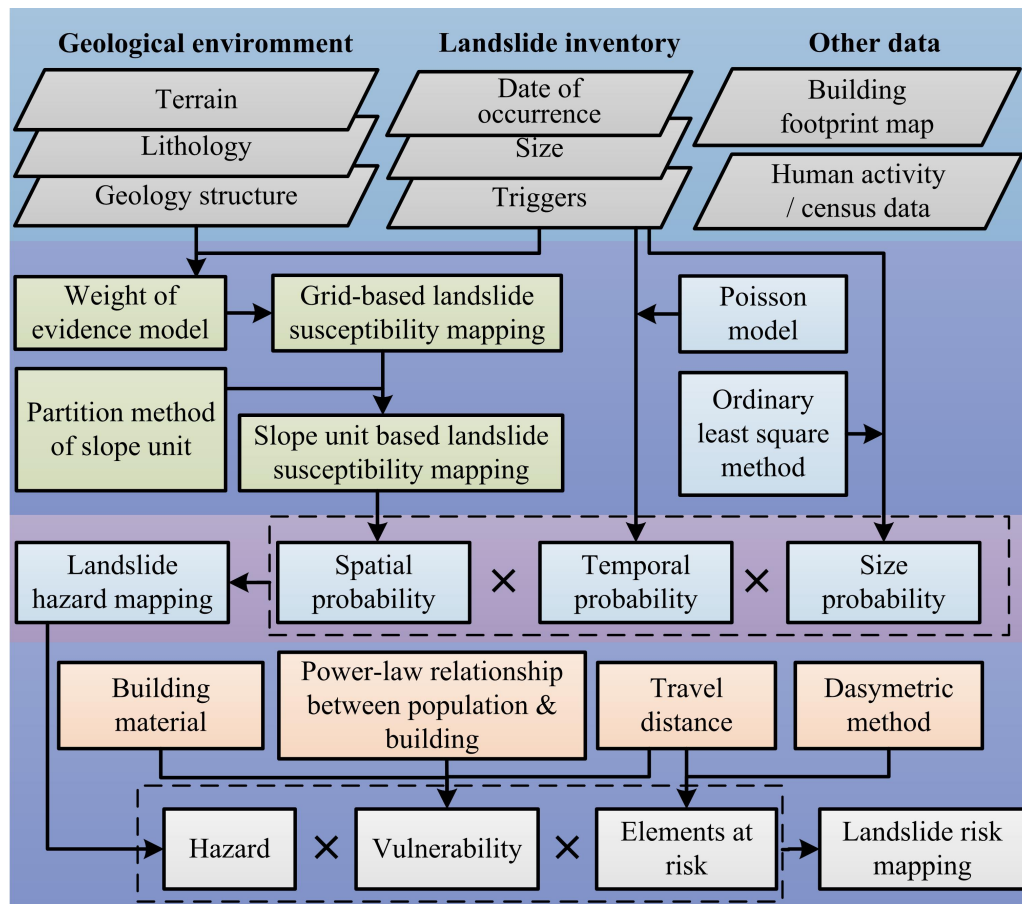 Geological enviromment
Landslide inventory
Other data
Terrain
Lithology
Geology structure
Date of
occurrence
Size
Triggers
Building
footprint map
Human activity
/ census data
Weight of
evidence model
Grid-based landslide
susceptibility mapping
Poisson
model
Partition method
of slope unit
Slope unit based landslide
susceptibility mapping
Ordinary
least square
method
Landslide
hazard mapping
Spatial
probability
×
Temporal
probability
×
Size
probability
Building
material
Power-law relationship
between population &
building
Travel
distance
Dasymetric
method
Hazard
×
Vulnerability
×
Elements at
risk
Landslide risk
mapping